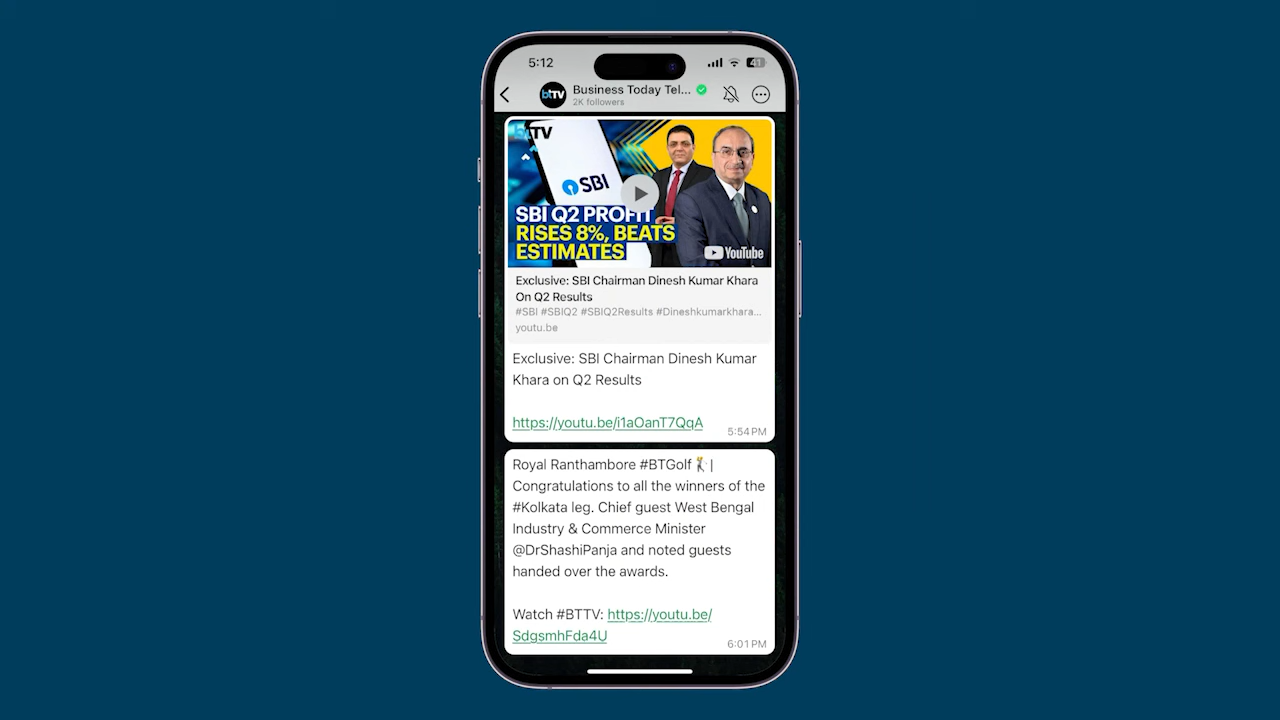 5:12
41
btTV
Business Today Tel...
2K followers
btTV
SBI
SBI Q2 PROFIT
RISES 8%, BEATS
ESTIMATES
YouTube
Exclusive: SBI Chairman Dinesh Kumar Khara
On Q2 Results
#SBI #SBIQ2 #SBIQ2Results #Dineshkumarkhara...
youtu.be
Exclusive: SBI Chairman Dinesh Kumar
Khara on Q2 Results
https://youtu.be/i1aOanT7QqA
5:54 PM
Royal Ranthambore #BTGolf🏌|
Congratulations to all the winners of the
#Kolkata leg. Chief guest West Bengal
Industry & Commerce Minister
@DrShashiPanja and noted guests
handed over the awards.
Watch #BTTV: https://youtu.be/
SdgsmhFda4U
6:01 PM